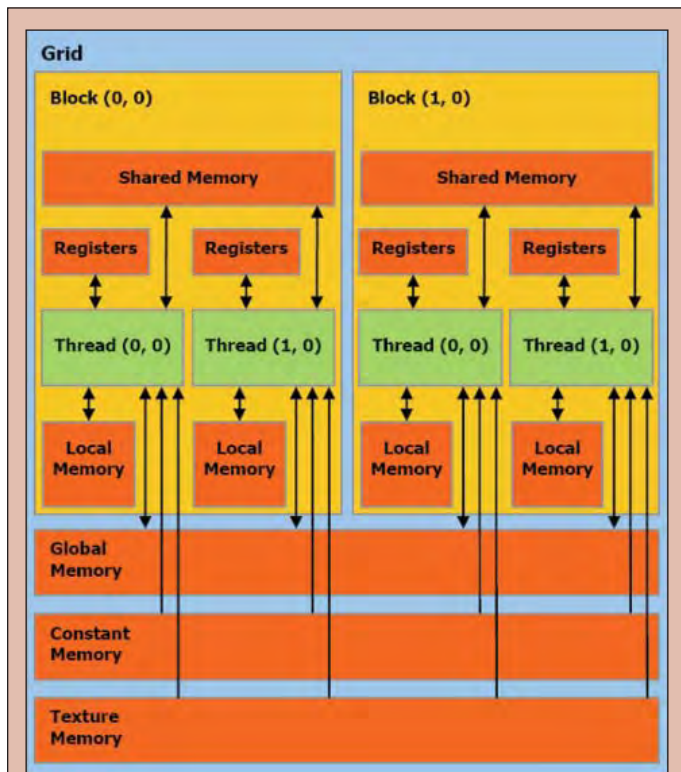 Grid
Block (0, 0)
Block (1, 0)
Shared Memory
Shared Memory
Registers
Registers
Registers
Registers
Thread (0, 0)
Thread (1, 0)
Thread (0, 0)
Thread (1, 0)
Local
Memory
Local
Memory
Local
Memory
Local
Memory
Global
Memory
Constant
Memory
Texture
Memory